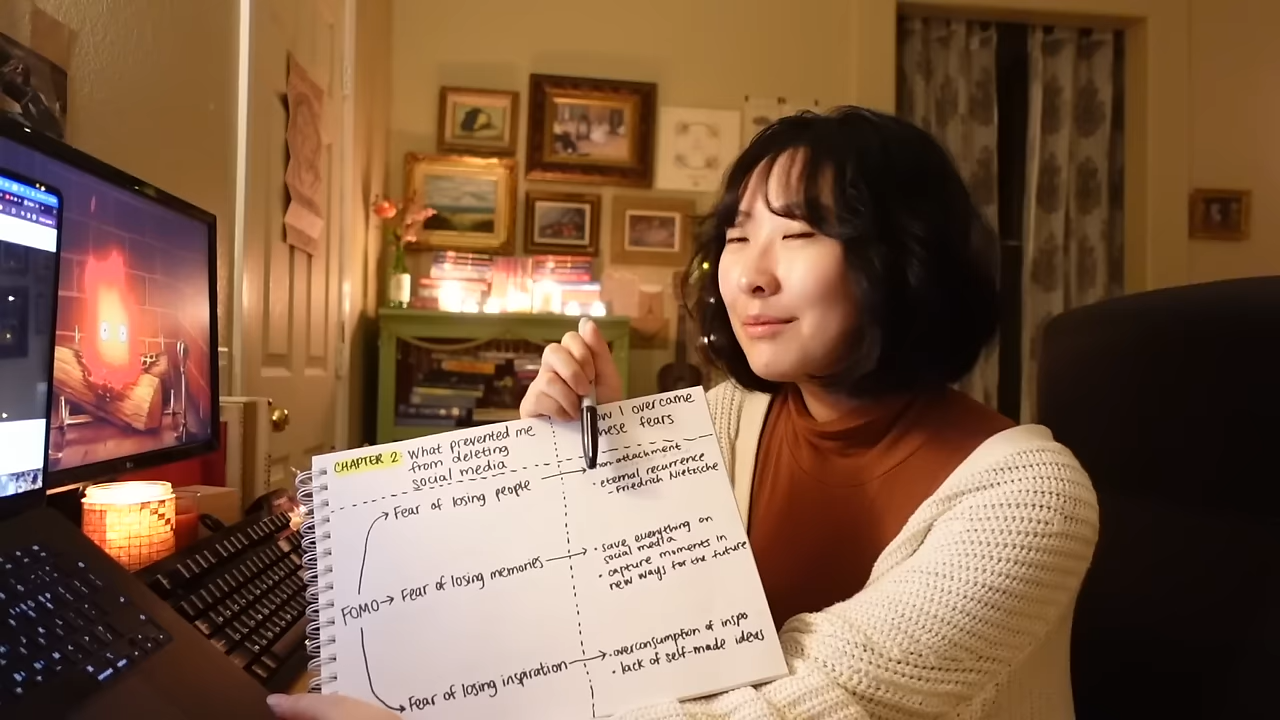 CHAPTER 2: What prevented me
from deleting
social media
How I overcame
these fears
FOMO
Fear of losing people
non-attachment
eternal recurrence
- Friedrich Nietzsche
Fear of losing memories
save everything on
social media
capture moments in
new ways for the future
Fear of losing inspiration
overconsumption of inspo
lack of self-made ideas